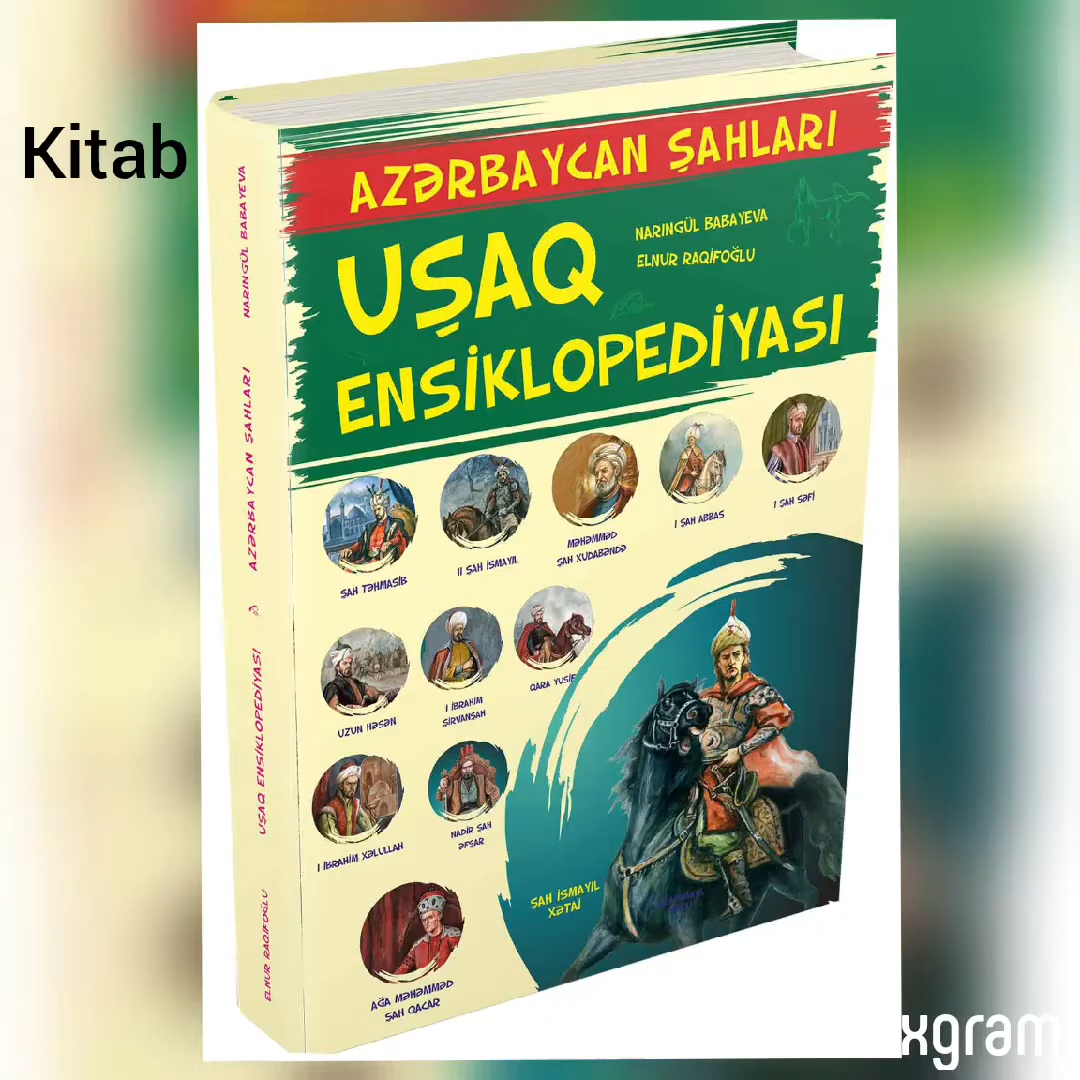 Kitab
AZƏRBAYCAN ŞAHLARI
NARINGÜL BABAYEVA
ELNUR RAQİFOĞLU
UŞAQ
ENSİKLOPEDİYASI
ŞAH TƏHMASİB
II ŞAH İSMAYIL
MƏHƏMMƏD
ŞAH XUDABƏNDƏ
I ŞAH ABBAS
I ŞAH SƏFİ
UZUN HƏSƏN
I İBRAHİM
ŞİRVANŞAH
QARA YUSİF
I İBRAHİM XƏLLULLAH
NADİR ŞAH
ƏFŞAR
ŞAH İSMAYIL
XƏTAİ
AĞA MƏHƏMMƏD
ŞAH QACAR
ELNUR RAQİFOĞLU
UŞAQ ENSİKLOPEDİYASI
AZƏRBAYCAN ŞAHLARI
NARINGÜL BABAYEVA
xgram